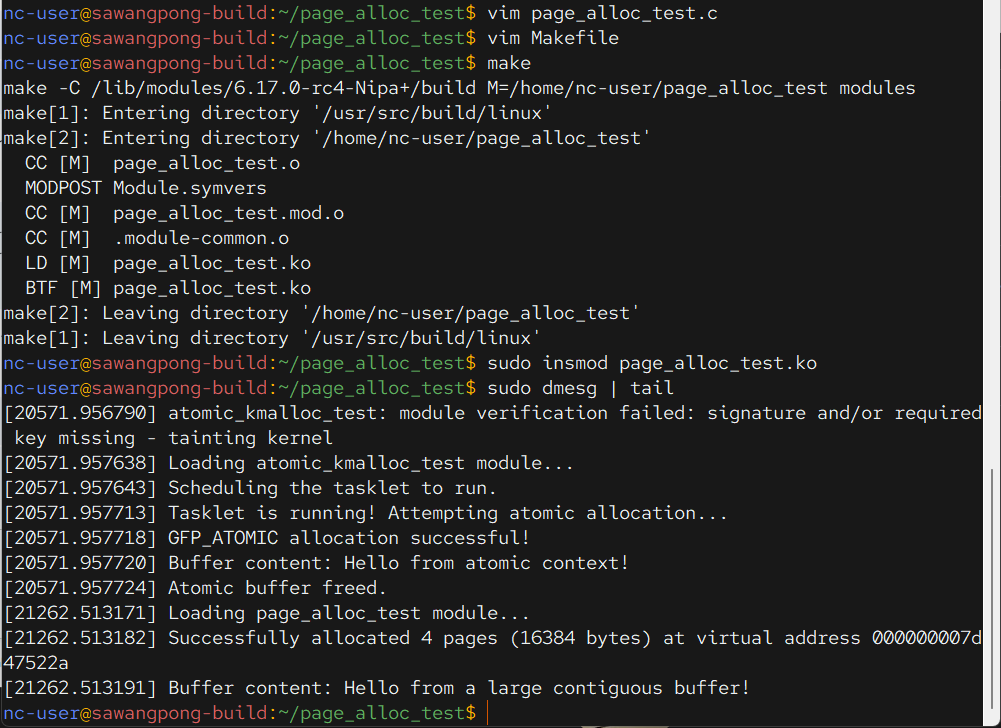 nc-user@sawangpong-build:~/page_alloc_test$ vim page_alloc_test.c
nc-user@sawangpong-build:~/page_alloc_test$ vim Makefile
nc-user@sawangpong-build:~/page_alloc_test$ make
make -C /lib/modules/6.17.0-rc4-Nipa+/build M=/home/nc-user/page_alloc_test modules
make[1]: Entering directory '/usr/src/build/linux'
make[2]: Entering directory '/home/nc-user/page_alloc_test'
  CC [M]  page_alloc_test.o
  MODPOST Module.symvers
  CC [M]  page_alloc_test.mod.o
  CC [M]  .module-common.o
  LD [M]  page_alloc_test.ko
  BTF [M] page_alloc_test.ko
make[2]: Leaving directory '/home/nc-user/page_alloc_test'
make[1]: Leaving directory '/usr/src/build/linux'
nc-user@sawangpong-build:~/page_alloc_test$ sudo insmod page_alloc_test.ko
nc-user@sawangpong-build:~/page_alloc_test$ sudo dmesg | tail
[20571.956790] atomic_kmalloc_test: module verification failed: signature and/or required
 key missing - tainting kernel
[20571.957638] Loading atomic_kmalloc_test module...
[20571.957643] Scheduling the tasklet to run.
[20571.957713] Tasklet is running! Attempting atomic allocation...
[20571.957718] GFP_ATOMIC allocation successful!
[20571.957720] Buffer content: Hello from atomic context!
[20571.957724] Atomic buffer freed.
[21262.513171] Loading page_alloc_test module...
[21262.513182] Successfully allocated 4 pages (16384 bytes) at virtual address 000000007d
47522a
[21262.513191] Buffer content: Hello from a large contiguous buffer!
nc-user@sawangpong-build:~/page_alloc_test$